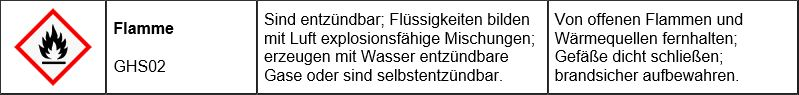 Flamme
GHS02
Sind entzündbar; Flüssigkeiten bilden
mit Luft explosionsfähige Mischungen;
erzeugen mit Wasser entzündbare
Gase oder sind selbstentzündbar.
Von offenen Flammen und
Wärmequellen fernhalten;
Gefäße dicht schließen;
brandsicher aufbewahren.